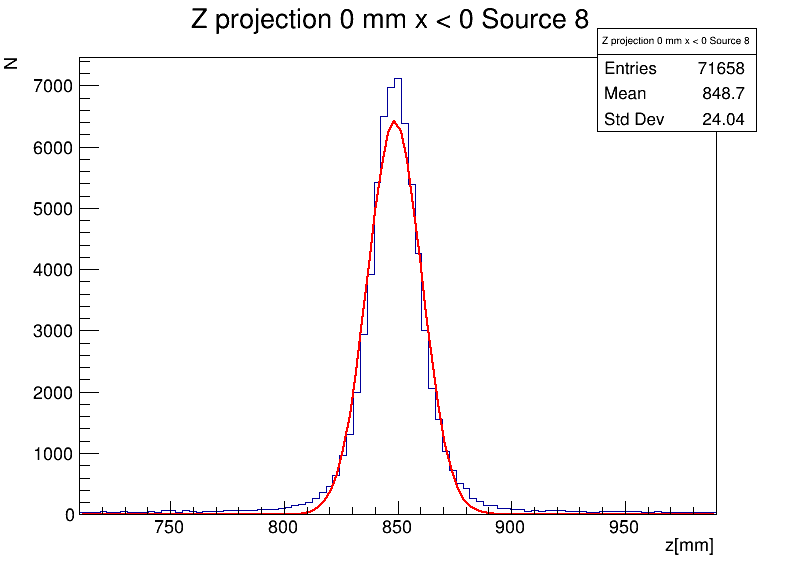 Z projection 0 mm x < 0 Source 8
Z projection 0 mm x < 0 Source 8
Entries 71658
Mean 848.7
Std Dev 24.04
N
7000
6000
5000
4000
3000
2000
1000
0
750 800 850 900 950
z[mm]